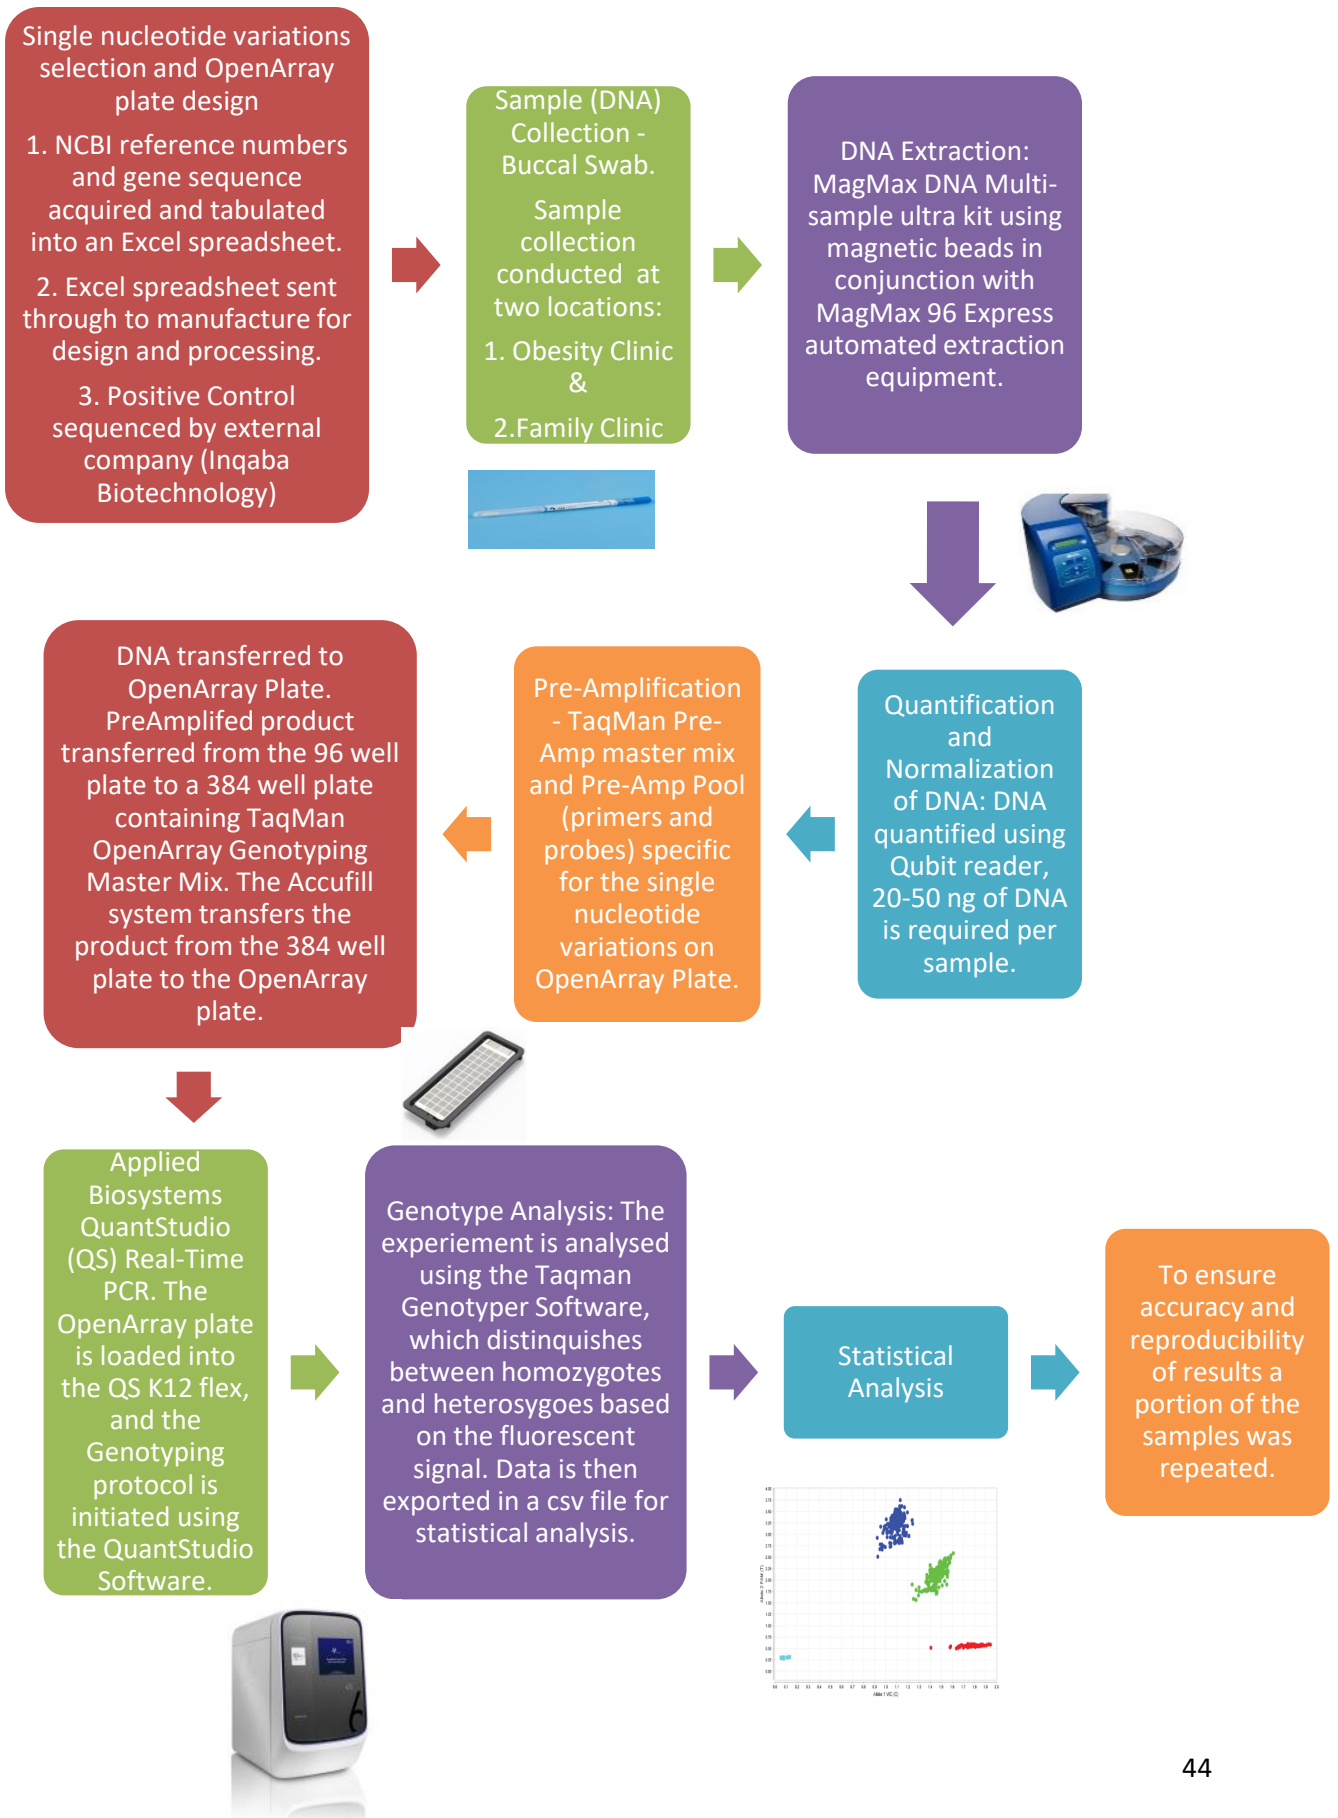 Single nucleotide variations
selection and OpenArray
plate design
1. NCBI reference numbers
and gene sequence
acquired and tabulated
into an Excel spreadsheet.
2. Excel spreadsheet sent
through to manufacture for
design and processing.
3. Positive Control
sequenced by external
company (Inqaba
Biotechnology)
Sample (DNA)
Collection -
Buccal Swab.
Sample
collection
conducted at
two locations:
1. Obesity Clinic
&
2.Family Clinic
DNA Extraction:
MagMax DNA Multi-
sample ultra kit using
magnetic beads in
conjunction with
MagMax 96 Express
automated extraction
equipment.
Quantification
and
Normalization
of DNA: DNA
quantified using
Qubit reader,
20-50 ng of DNA
is required per
sample.
Pre-Amplification
- TaqMan Pre-
Amp master mix
and Pre-Amp Pool
(primers and
probes) specific
for the single
nucleotide
variations on
OpenArray Plate.
DNA transferred to
OpenArray Plate.
PreAmplifed product
transferred from the 96 well
plate to a 384 well plate
containing TaqMan
OpenArray Genotyping
Master Mix. The Accufill
system transfers the
product from the 384 well
plate to the OpenArray
plate.
Applied
Biosystems
QuantStudio
(QS) Real-Time
PCR. The
OpenArray plate
is loaded into
the QS K12 flex,
and the
Genotyping
protocol is
initiated using
the QuantStudio
Software.
Genotype Analysis: The
experiement is analysed
using the Taqman
Genotyper Software,
which distinquishes
between homozygotes
and heterosygoes based
on the fluorescent
signal. Data is then
exported in a csv file for
statistical analysis.
Statistical
Analysis
To ensure
accuracy and
reproducibility
of results a
portion of the
samples was
repeated.
Allele 1 VIC (C)
44